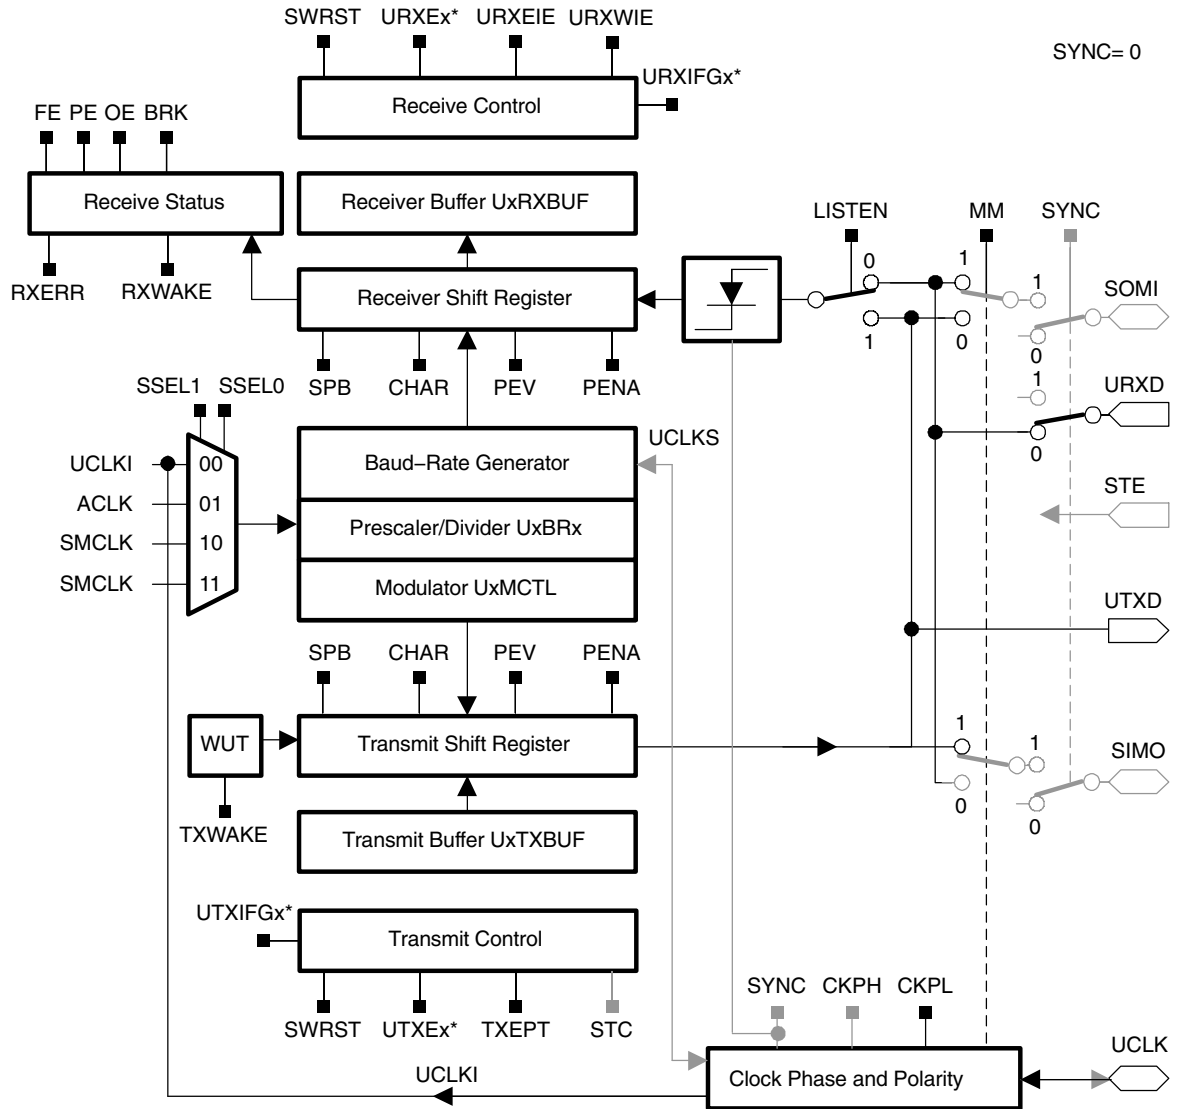 SWRST URXEx* URXEIE URXWIE
SYNC= 0
URXIFGx*
Receive Control
FE PE OE BRK
Receive Status
Receiver Buffer UxRXBUF
LISTEN MM SYNC
RXERR RXWAKE
Receiver Shift Register
0 1 1
SOMI
1 0 0
SPB CHAR PEV PENA
SSEL1 SSEL0
1
URXD
UCLKS
0
UCLKI 00
Baud–Rate Generator
ACLK 01
STE
Prescaler/Divider UxBRx
SMCLK 10
SMCLK 11
Modulator UxMCTL
UTXD
SPB CHAR PEV PENA
WUT
Transmit Shift Register
1 1
SIMO
0 0
TXWAKE
Transmit Buffer UxTXBUF
UTXIFGx*
Transmit Control
SYNC CKPH CKPL
SWRST UTXEx* TXEPT STC
UCLK
UCLKI
Clock Phase and Polarity